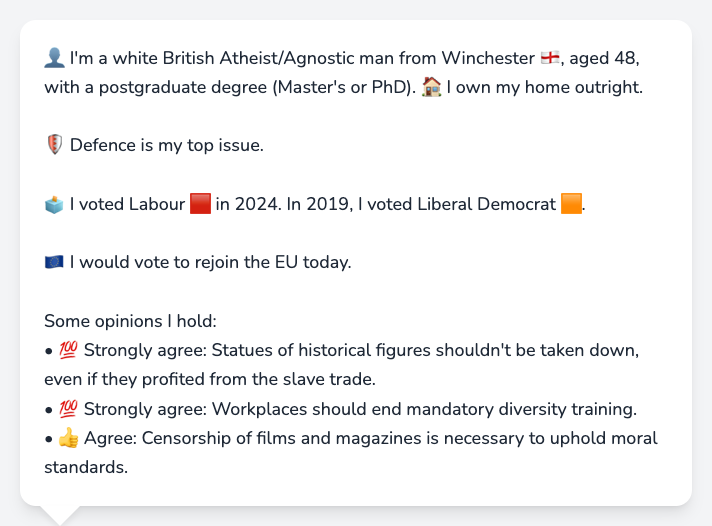 👤 I'm a white British Atheist/Agnostic man from Winchester 🏴󠁧󠁢󠁥󠁮󠁧󠁿, aged 48,
with a postgraduate degree (Master's or PhD). 🏠 I own my home outright.
🛡️ Defence is my top issue.
🗳️ I voted Labour 🟥 in 2024. In 2019, I voted Liberal Democrat 🟧.
🇪🇺 I would vote to rejoin the EU today.
Some opinions I hold:
• 💯 Strongly agree: Statues of historical figures shouldn't be taken down,
even if they profited from the slave trade.
• 💯 Strongly agree: Workplaces should end mandatory diversity training.
• 👍 Agree: Censorship of films and magazines is necessary to uphold moral
standards.